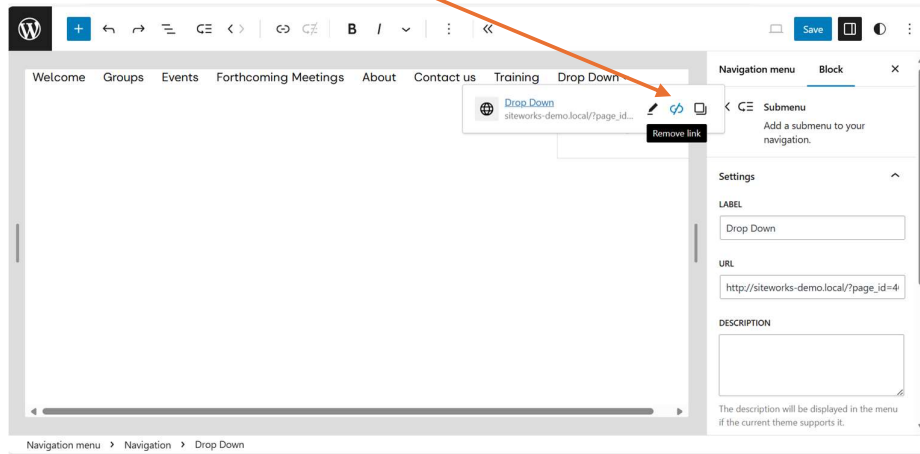 B I
Save
Welcome Groups Events Forthcoming Meetings About Contact us Training Drop Down
Drop Down
siteworks-demo.local/?page_id...
Remove link
Navigation menu Block
Submenu
Add a submenu to your
navigation.
Settings
LABEL
Drop Down
URL
http://siteworks-demo.local/?page_id=4
DESCRIPTION
The description will be displayed in the menu
if the current theme supports it.
Navigation menu > Navigation > Drop Down